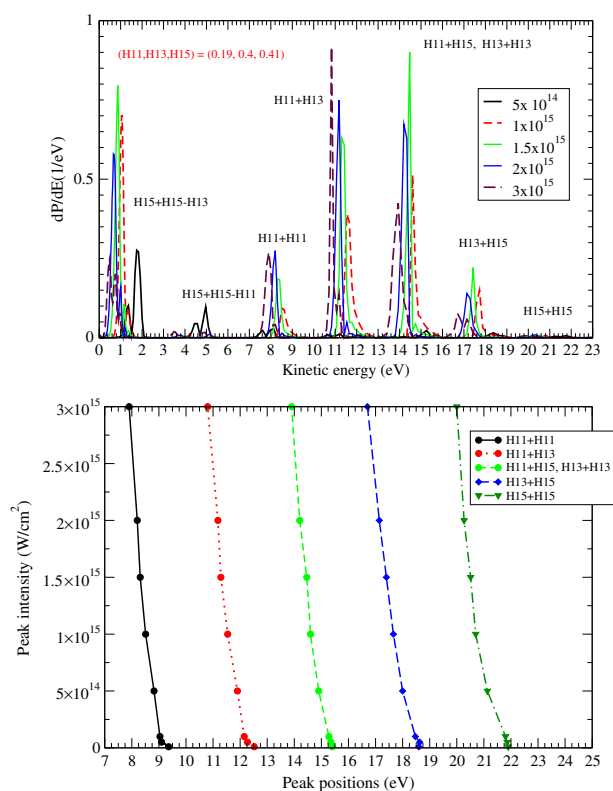 (H11,H13,H15) = (0.19, 0.4, 0.41)
H11+H15, H13+H13
H11+H13
H15+H15-H13
H11+H11
H15+H15-H11
H13+H15
H15+H15
5x 10^14
1x10^15
1.5x10^15
2x10^15
3x10^15
dP/dE(1/eV)
1
0.5
0
0 1 2 3 4 5 6 7 8 9 10 11 12 13 14 15 16 17 18 19 20 21 22 23
Kinetic energy (eV)
3x10^15
2.5x10^15
2x10^15
1.5x10^15
1x10^15
5x10^14
Peak intensity (W/cm^2)
H11+H11
H11+H13
H11+H15, H13+H13
H13+H15
H15+H15
7 8 9 10 11 12 13 14 15 16 17 18 19 20 21 22 23
Peak positions (eV)